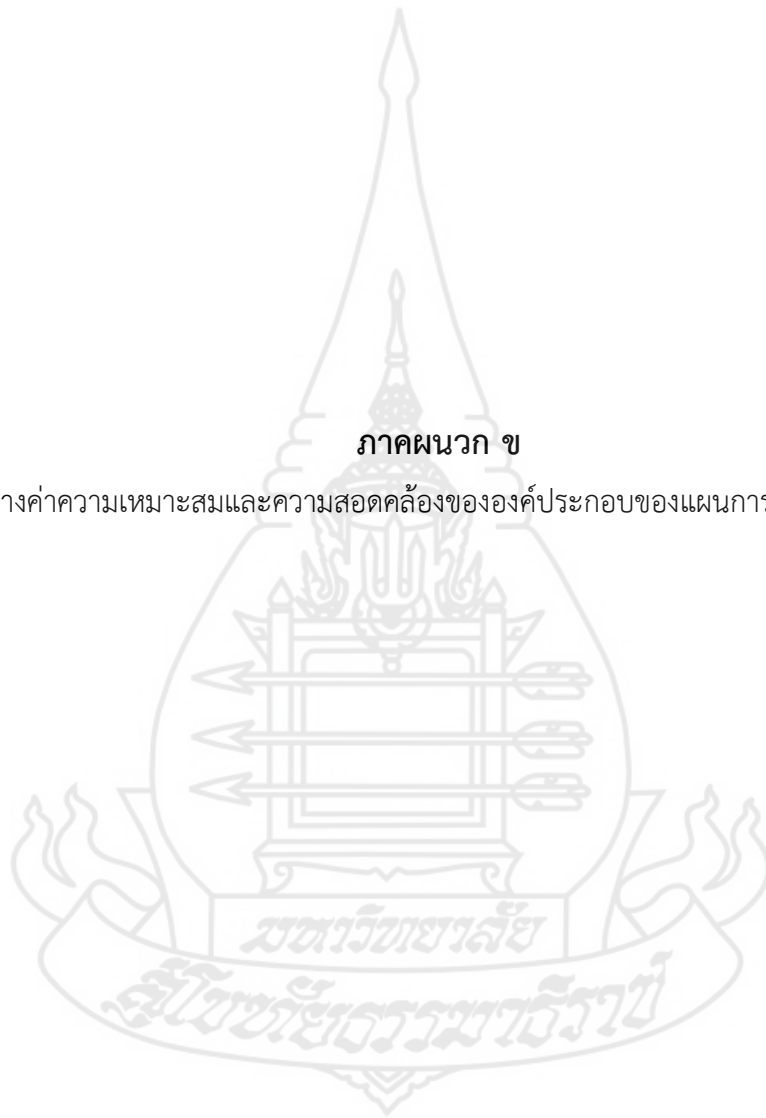 ภาคผนวก ข
างค่าความเหมาะสมและความสอดคล้องขององค์ประกอบของแผนการ
มหาวิทยาลัย
สุโขทัยธรรมาธิราช